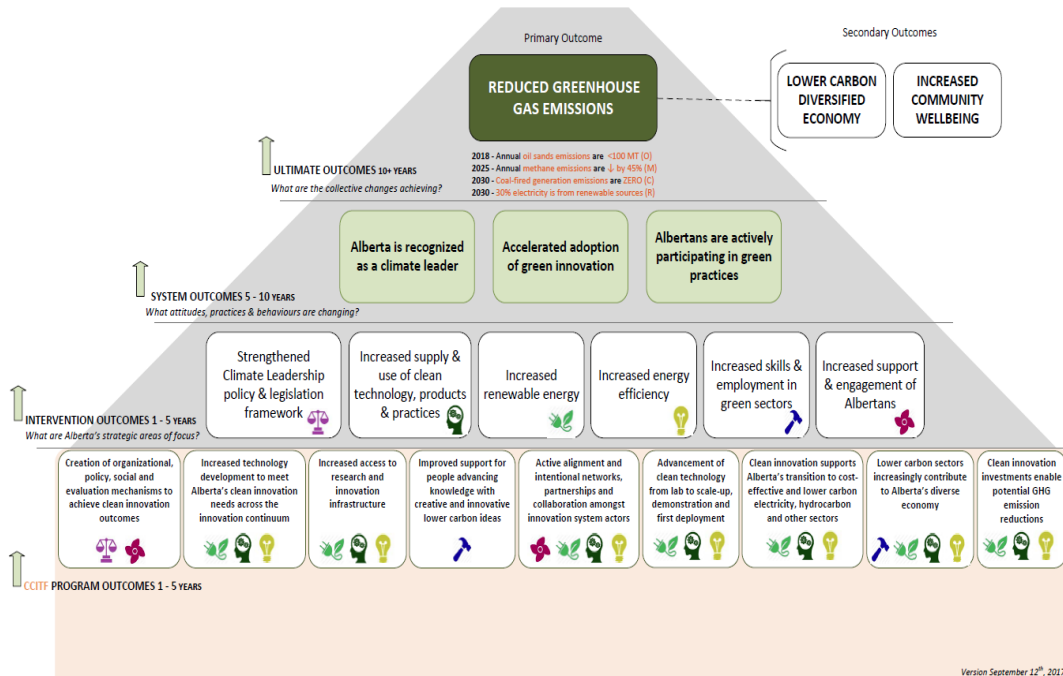 Primary Outcome
Secondary Outcomes
REDUCED GREENHOUSE
GAS EMISSIONS
LOWER CARBON
DIVERSIFIED
ECONOMY
INCREASED
COMMUNITY
WELLBEING
2018 - Annual oil sands emissions are <100 MT (O)
2025 - Annual methane emissions are ↓ by 45% (M)
2030 - Coal-fired generation emissions are ZERO (C)
2030 - 30% electricity is from renewable sources (R)
ULTIMATE OUTCOMES 10+ YEARS
What are the collective changes achieving?
Alberta is recognized
as a climate leader
Accelerated adoption
of green innovation
Albertans are actively
participating in green
practices
SYSTEM OUTCOMES 5 - 10 YEARS
What attitudes, practices & behaviours are changing?
Strengthened
Climate Leadership
policy & legislation
framework
Increased supply &
use of clean
technology, products
& practices
Increased
renewable energy
Increased energy
efficiency
Increased skills &
employment in
green sectors
Increased support
& engagement of
Albertans
INTERVENTION OUTCOMES 1 - 5 YEARS
What are Alberta's strategic areas of focus?
Creation of organizational,
policy, social and
evaluation mechanisms to
achieve clean innovation
outcomes
Increased technology
development to meet
Alberta's clean innovation
needs across the
innovation continuum
Increased access to
research and
innovation
infrastructure
Improved support for
people advancing
knowledge with
creative and innovative
lower carbon ideas
Active alignment and
intentional networks,
partnerships and
collaboration amongst
innovation system actors
Advancement of clean
technology from lab
to scale-up,
demonstration and
first deployment
Clean innovation supports
Alberta's transition to cost-
effective and lower carbon
electricity, hydrocarbon
and other sectors
Lower carbon sectors
increasingly contribute
to Alberta's diverse
economy
Clean innovation
investments enable
potential GHG
emission
reductions
CCITF PROGRAM OUTCOMES 1 - 5 YEARS
Version September 12th, 2017